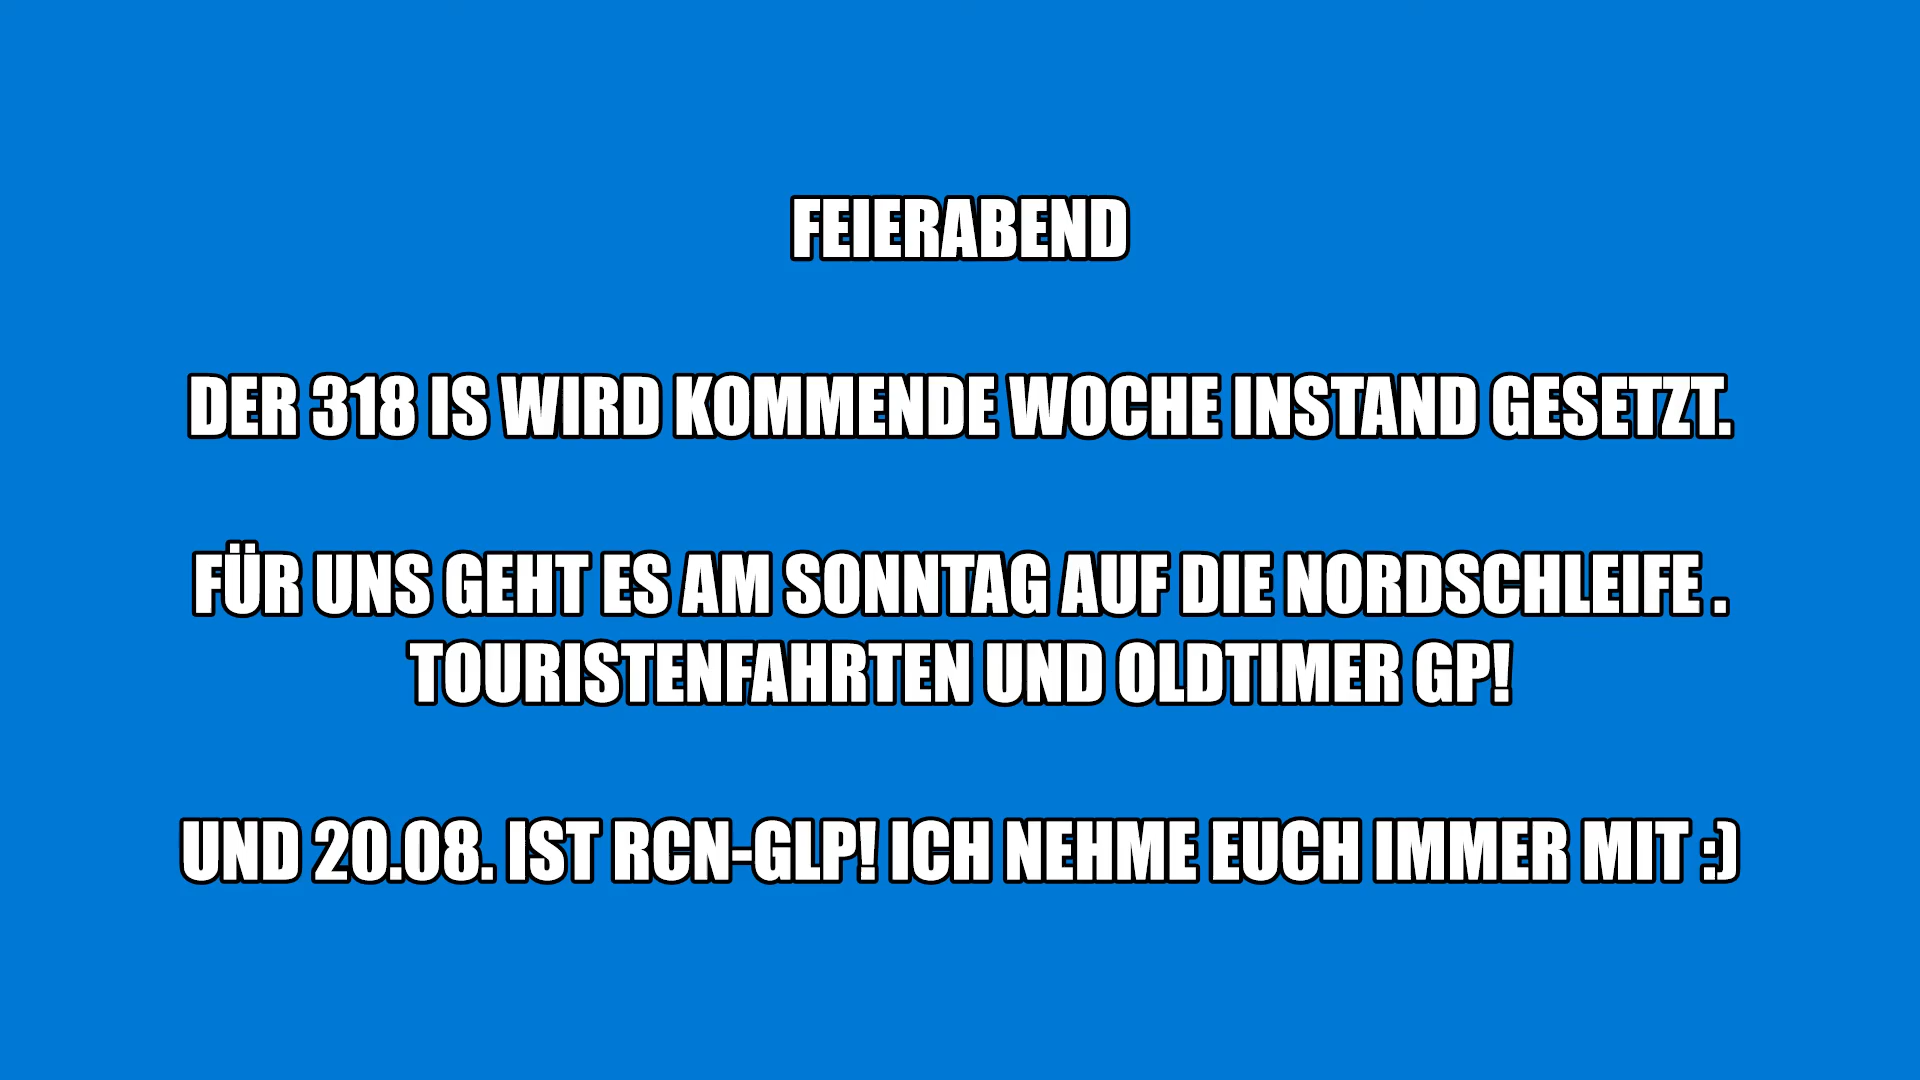 FEIERABEND
DER 318 IS WIRD KOMMENDE WOCHE INSTAND GESETZT.
FÜR UNS GEHT ES AM SONNTAG AUF DIE NORDSCHLEIFE .
TOURISTENFAHRTEN UND OLDTIMER GP!
UND 20.08. IST RCN-GLP! ICH NEHME EUCH IMMER MIT :)